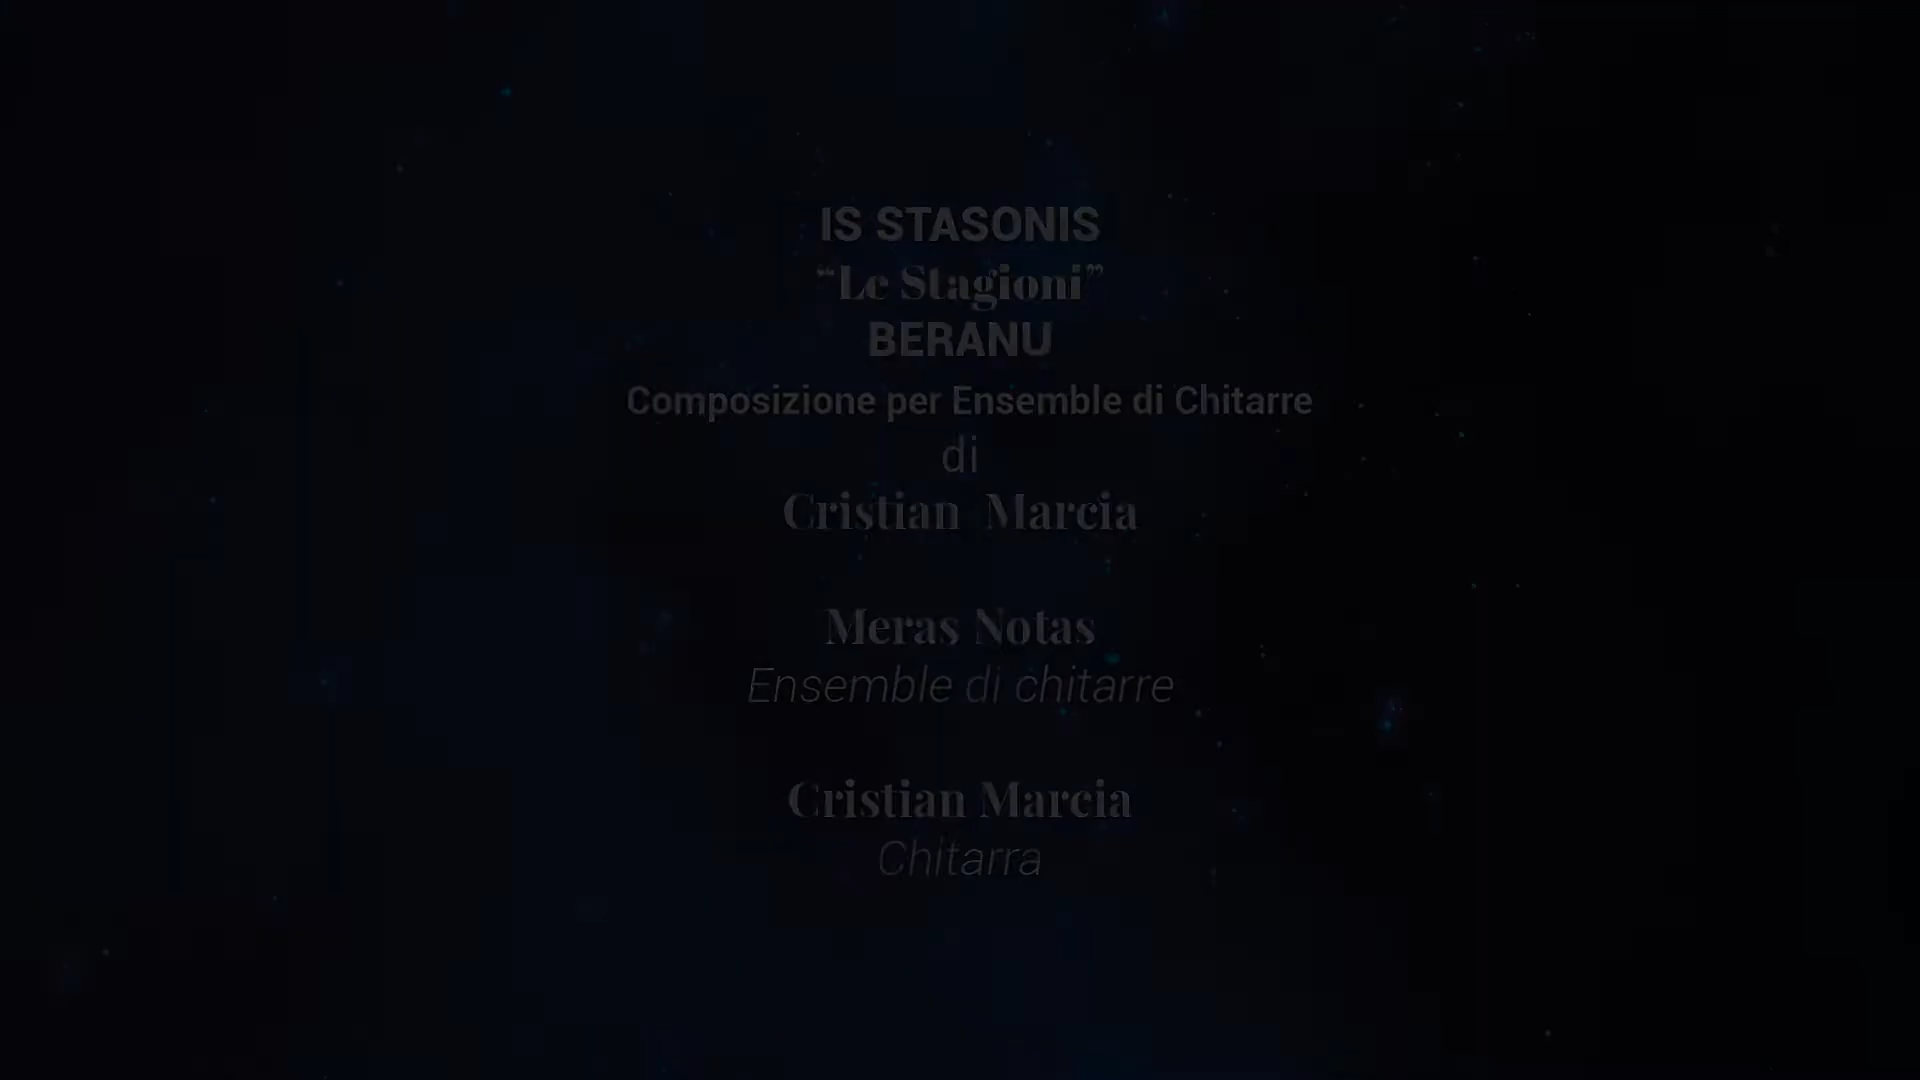 IS STASONIS
“Le Stagioni”
BERANU
Composizione per Ensemble di Chitarre
di
Cristian Marcia
Meras Notas
Ensemble di chitarre
Cristian Marcia
Chitarra